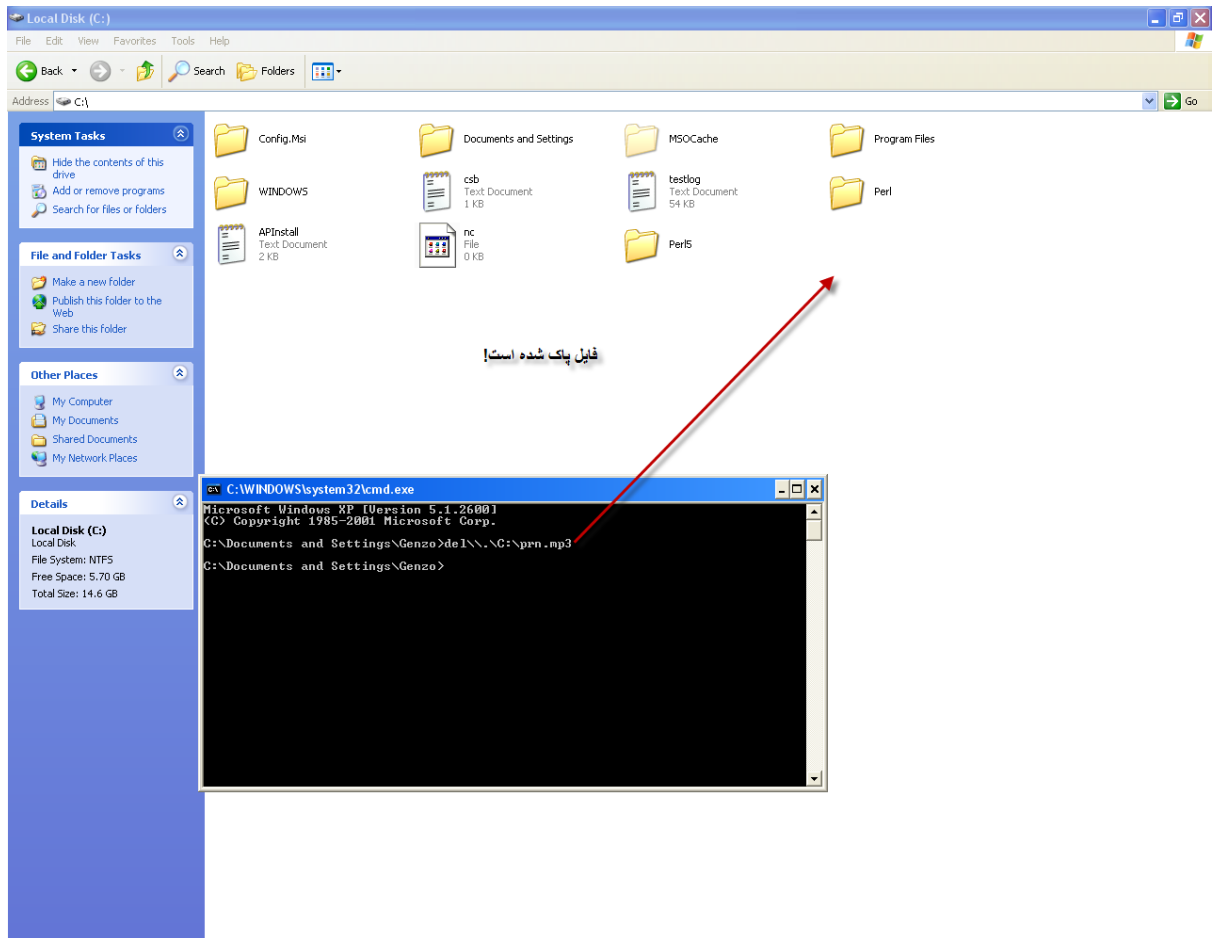 Local Disk (C:)
File Edit View Favorites Tools Help
Back Search Folders
Address C:\ Go
System Tasks
Hide the contents of this
drive
Add or remove programs
Search for files or folders
File and Folder Tasks
Make a new folder
Publish this folder to the
Web
Share this folder
Other Places
My Computer
My Documents
Shared Documents
My Network Places
Details
Local Disk (C:)
Local Disk
File System: NTFS
Free Space: 5.70 GB
Total Size: 14.6 GB
Config.Msi
Documents and Settings
MSOCache
Program Files
WINDOWS
csb
Text Document
1 KB
testlog
Text Document
54 KB
Perl
APInstall
Text Document
2 KB
nc
File
0 KB
Perl5
فایل پاک شده است!
C:\WINDOWS\system32\cmd.exe
Microsoft Windows XP [Version 5.1.2600]
(C) Copyright 1985-2001 Microsoft Corp.
C:\Documents and Settings\Genzo>del\\.\C:\prn.mp3
C:\Documents and Settings\Genzo>